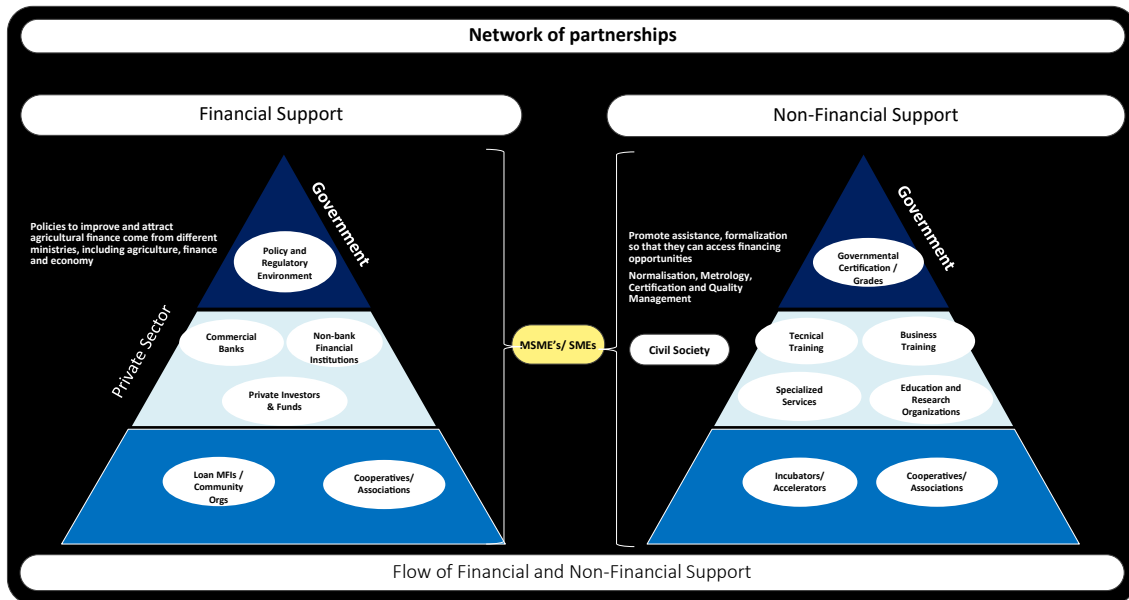 Network of partnerships
Financial Support
Non-Financial Support
Government
Policies to improve and attract
agricultural finance come from different
ministries, including agriculture, finance
and economy
Policy and
Regulatory
Environment
Private Sector
Commercial
Banks
Non-bank
Financial
Institutions
Private Investors
& Funds
Loan MFIs /
Community
Orgs
Cooperatives/
Associations
MSME's/ SMEs
Government
Promote assistance, formalization
so that they can access financing
opportunities
Normalisation, Metrology,
Certification and Quality
Management
Governmental
Certification /
Grades
Civil Society
Tecnical
Training
Business
Training
Specialized
Services
Education and
Research
Organizations
Incubators/
Accelerators
Cooperatives/
Associations
Flow of Financial and Non-Financial Support